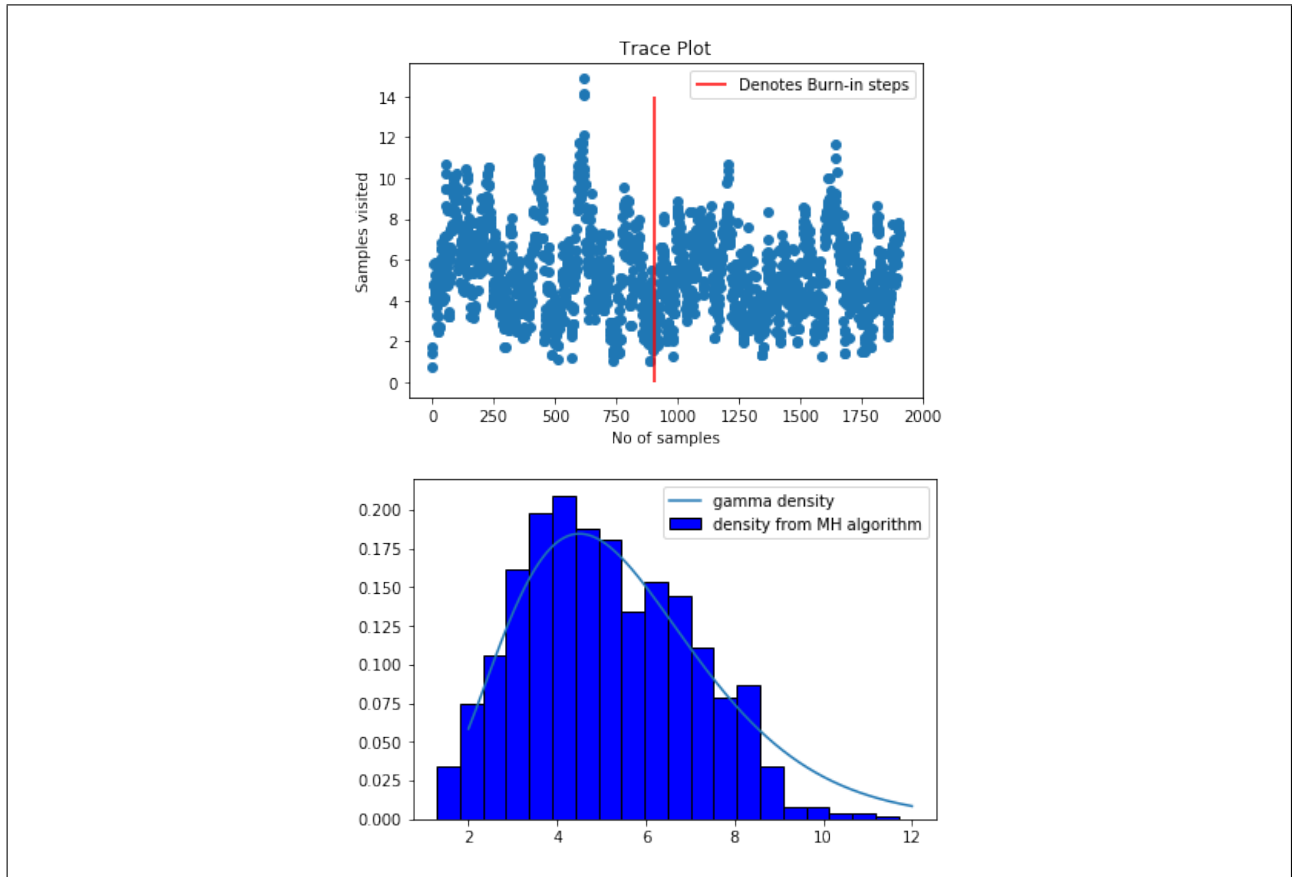 Trace Plot
Denotes Burn-in steps
14
12
10
8
6
4
2
0
Samples visited
0 250 500 750 1000 1250 1500 1750 2000
No of samples
gamma density
density from MH algorithm
0.200
0.175
0.150
0.125
0.100
0.075
0.050
0.025
0.000
2 4 6 8 10 12